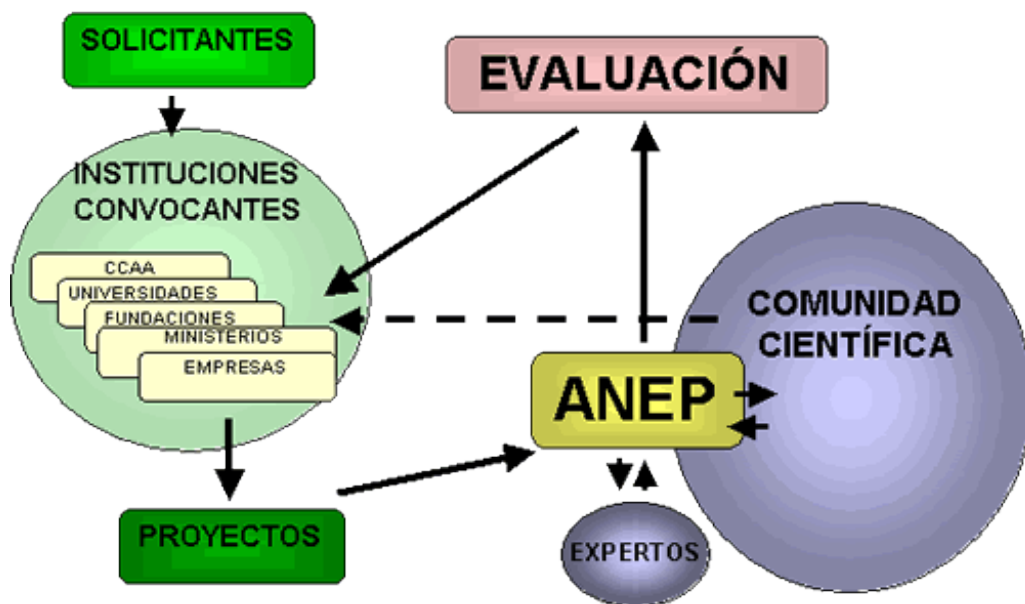 SOLICITANTES
EVALUACIÓN
INSTITUCIONES
CONVOCANTES
CCAA
UNIVERSIDADES
FUNDACIONES
MINISTERIOS
EMPRESAS
COMUNIDAD
CIENTÍFICA
ANEP
PROYECTOS
EXPERTOS